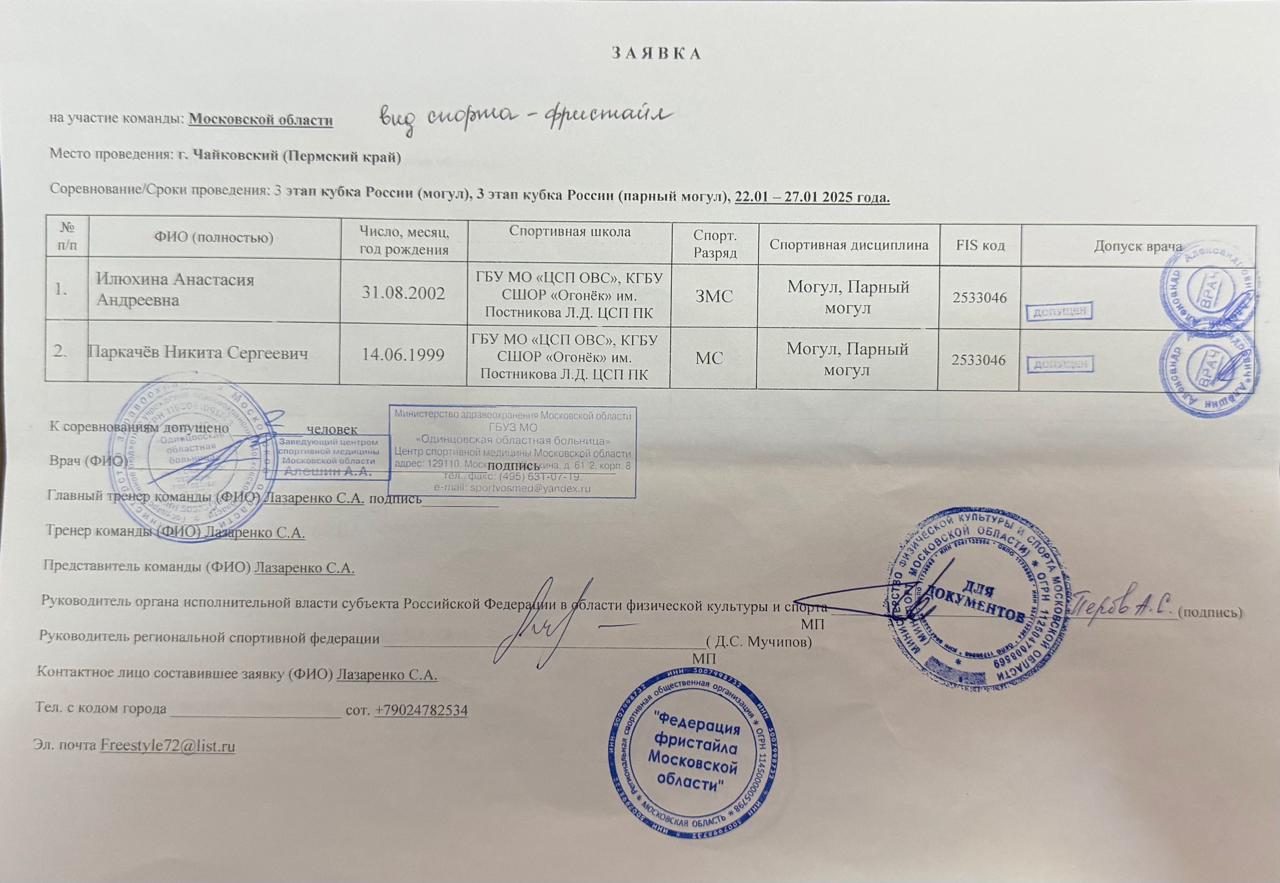 ЗАЯВКА
на участие команды: Московской области вид спорта - фристайл
Место проведения: г. Чайковский (Пермский край)
Соревнование/Сроки проведения: 3 этап кубка России (могул), 3 этап кубка России (парный могул), 22.01 – 27.01 2025 года.
№ п/п ФИО (полностью) Число, месяц, год рождения Спортивная школа Спорт. Разряд Спортивная дисциплина FIS код Допуск врача
1. Илюхина Анастасия Андреевна 31.08.2002 ГБУ МО «ЦСП ОВС», КГБУ СШОР «Огонёк» им. Постникова Л.Д. ЦСП ПК ЗМС Могул, Парный могул 2533046 ДОПУЩЕН ВРАЧ
2. Паркачёв Никита Сергеевич 14.06.1999 ГБУ МО «ЦСП ОВС», КГБУ СШОР «Огонёк» им. Постникова Л.Д. ЦСП ПК МС Могул, Парный могул 2533046 ДОПУЩЕН ВРАЧ
К соревнованиям допущено человек
Врач (ФИО) подпись
Одинцовская областная больница
Заведующий центром
спортивной медицины
Московской области
Алёшин А.А.
Министерство здравоохранения Московской области
ГБУЗ МО
«Одинцовская областная больница»
Центр спортивной медицины Московской области
адрес: 129110, д. 61/2, корп. 8
тел./факс: (495) 631-07-19
e-mail: sportvosmed@yandex.ru
Главный тренер команды (ФИО) Лазаренко С.А. подпись
Тренер команды (ФИО) Лазаренко С.А.
Представитель команды (ФИО) Лазаренко С.А.
Руководитель органа исполнительной власти субъекта Российской Федерации в области физической культуры и спорта Перов А.С. (подпись)
МП
МИНИСТЕРСТВО ФИЗИЧЕСКОЙ КУЛЬТУРЫ И СПОРТА МОСКОВСКОЙ ОБЛАСТИ
ДЛЯ ДОКУМЕНТОВ
Руководитель региональной спортивной федерации ( Д.С. Мучипов)
МП
Контактное лицо составившее заявку (ФИО) Лазаренко С.А.
Тел. с кодом города сот. +79024782534
Эл. почта Freestyle72@list.ru
Региональная спортивная общественная организация * ОГРН 1145000005798 * МОСКОВСКАЯ ОБЛАСТЬ
"Федерация
фристайла
Московской
области"